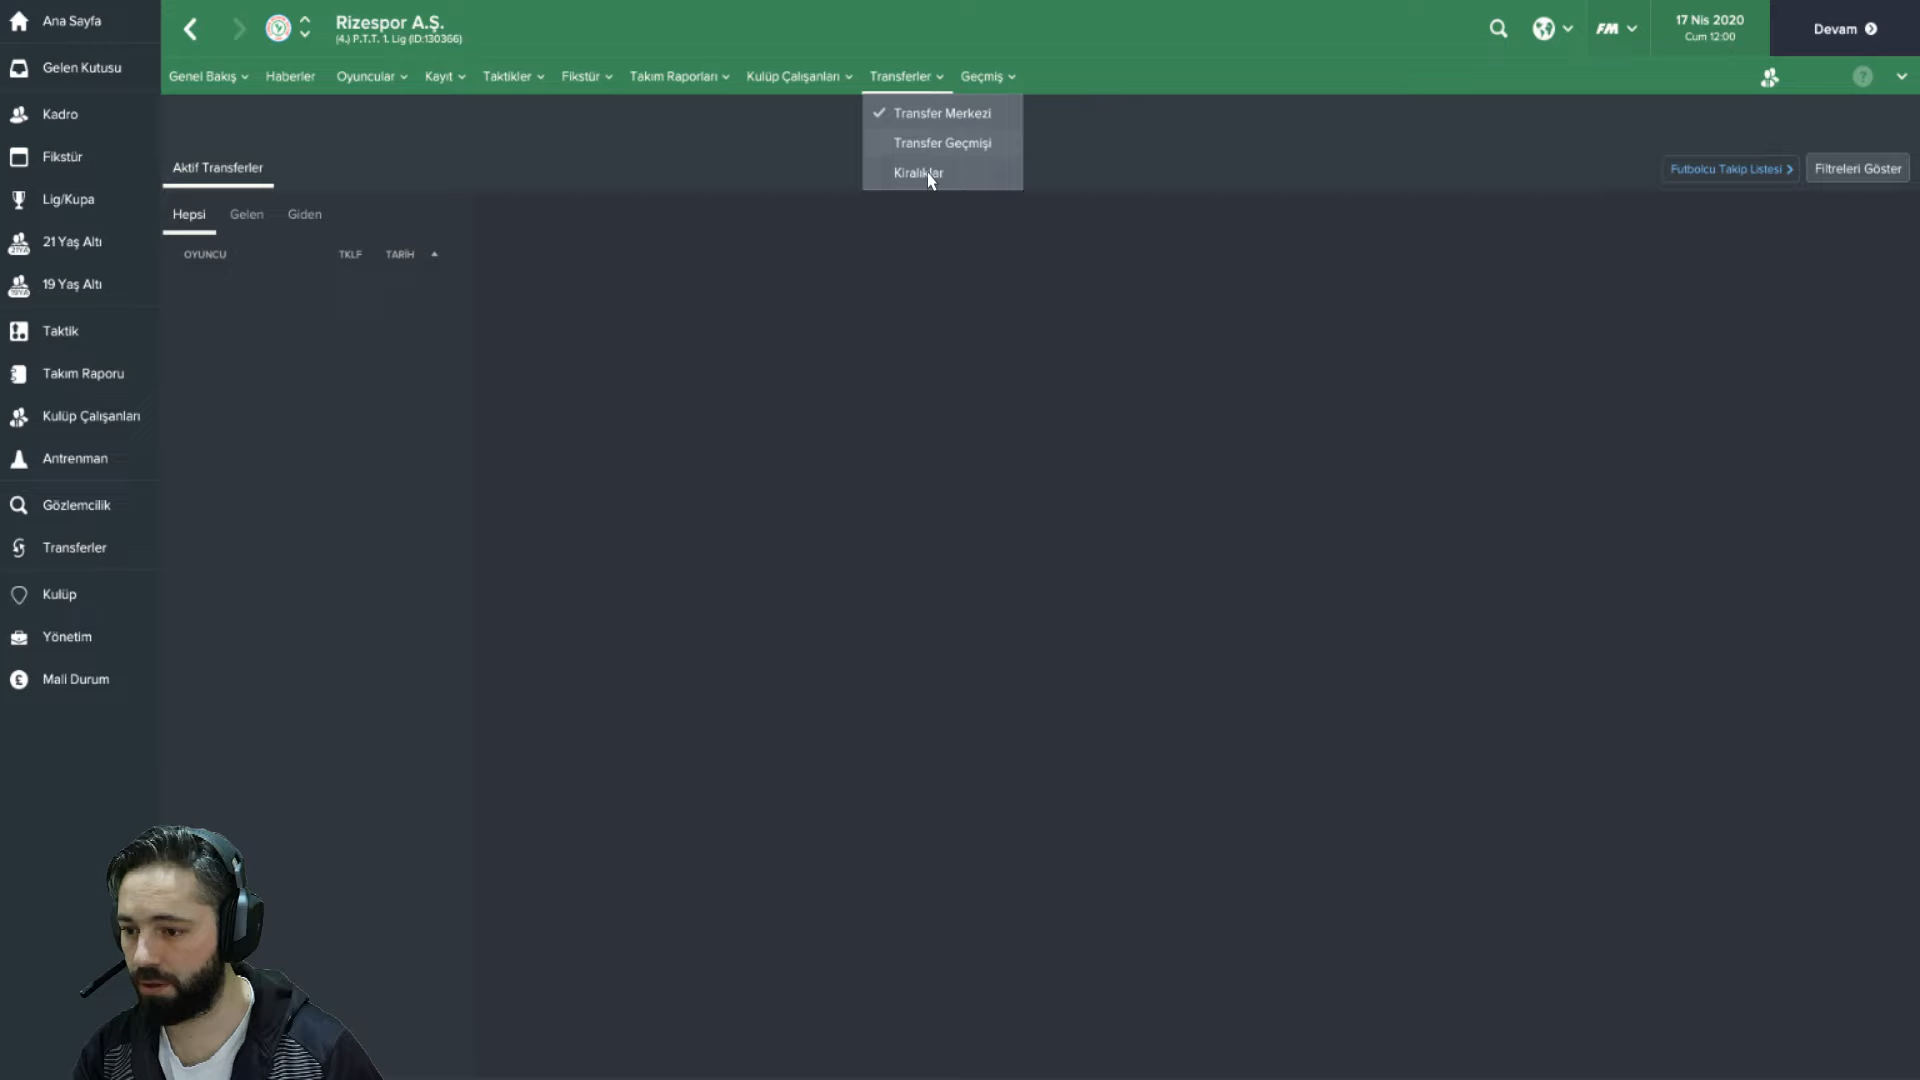 Ana Sayfa
Gelen Kutusu
Kadro
Fikstür
Lig/Kupa
21 Yaş Altı
19 Yaş Altı
Taktik
Takım Raporu
Kulüp Çalışanları
Antrenman
Gözlemcilik
Transferler
Kulüp
Yönetim
Mali Durum
Rizespor A.Ş.
(4.) P.T.T. 1. Lig (ID:130366)
FM
17 Nis 2020
Cum 12:00
Devam
Genel Bakış Haberler Oyuncular Kayıt Taktikler Fikstür Takım Raporları Kulüp Çalışanları Transferler Geçmiş
Transfer Merkezi
Transfer Geçmişi
Kiralıklar
Aktif Transferler
Futbolcu Takip Listesi
Filtreleri Göster
Hepsi Gelen Giden
OYUNCU TKLF TARİH